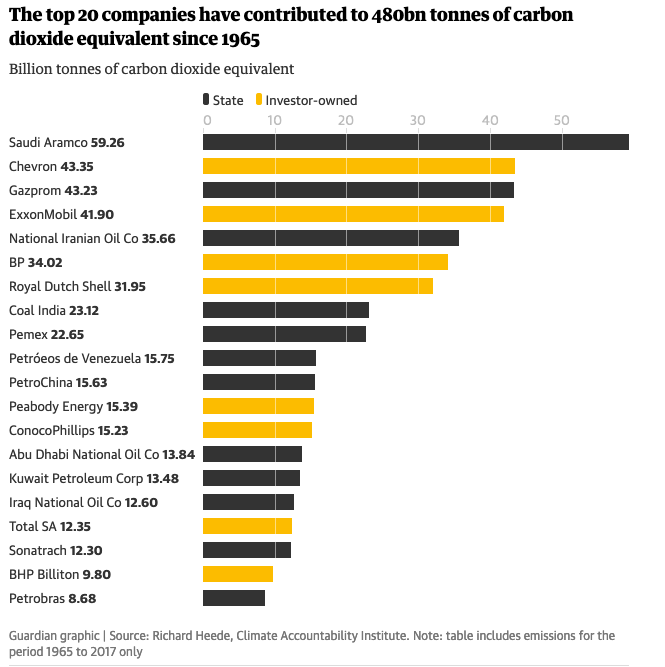 The top 20 companies have contributed to 480bn tonnes of carbon
dioxide equivalent since 1965
Billion tonnes of carbon dioxide equivalent
State Investor-owned
0 10 20 30 40 50
Saudi Aramco 59.26
Chevron 43.35
Gazprom 43.23
ExxonMobil 41.90
National Iranian Oil Co 35.66
BP 34.02
Royal Dutch Shell 31.95
Coal India 23.12
Pemex 22.65
Petróeos de Venezuela 15.75
PetroChina 15.63
Peabody Energy 15.39
ConocoPhillips 15.23
Abu Dhabi National Oil Co 13.84
Kuwait Petroleum Corp 13.48
Iraq National Oil Co 12.60
Total SA 12.35
Sonatrach 12.30
BHP Billiton 9.80
Petrobras 8.68
Guardian graphic | Source: Richard Heede, Climate Accountability Institute. Note: table includes emissions for the
period 1965 to 2017 only